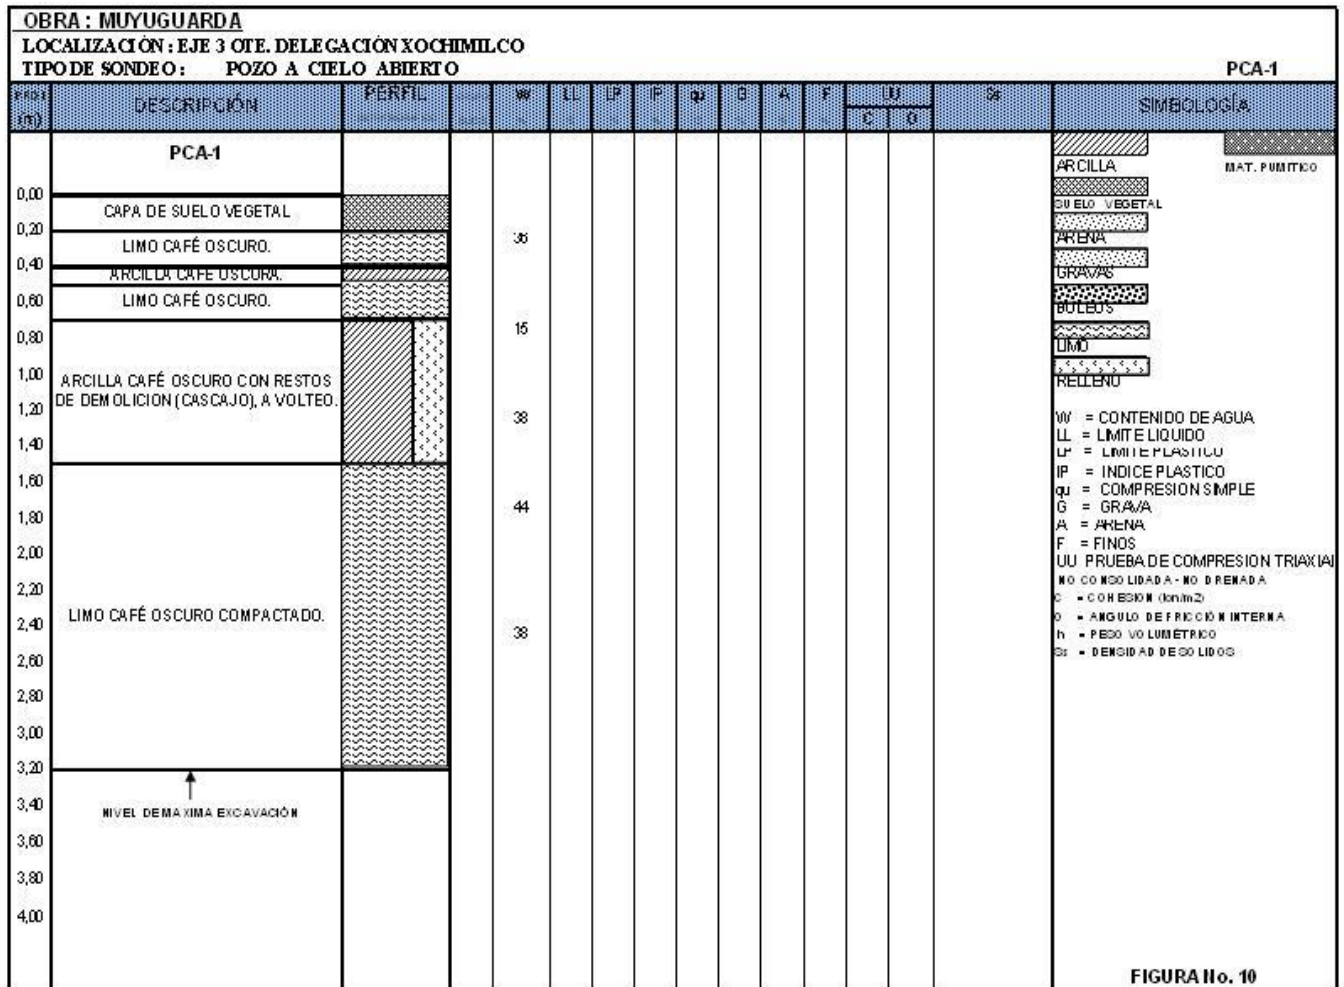 OBRA : MUYUGUARDA
LOCALIZACIÓN : EJE 3 OTE. DELEGACIÓN XOCHIMILCO
TIPO DE SONDEO : POZO A CIELO ABIERTO
PCA-1
(m) DESCRIPCIÓN PERFIL W LL LP IP qu G A F UU Ss SIMBOLOGÍA
C O
PCA-1
0,00
CAPA DE SUELO VEGETAL
0,20
LIMO CAFÉ OSCURO. 36
0,40
ARCILLA CAFÉ OSCURA.
0,60 LIMO CAFÉ OSCURO.
15
0,80
1,00
ARCILLA CAFÉ OSCURO CON RESTOS
DE DEMOLICION (CASCAJO), A VOLTEO.
1,20
38
1,40
1,60
44
1,80
2,00
2,20
LIMO CAFÉ OSCURO COMPACTADO.
2,40
38
2,60
2,80
3,00
3,20
3,40
NIVEL DE MAXIMA EXCAVACIÓN
3,60
3,80
4,00
ARCILLA
MAT. PUMITICO
SUELO VEGETAL
ARENA
GRAVAS
BOLEOS
LIMO
RELLENO
W = CONTENIDO DE AGUA
LL = LIMITE LIQUIDO
LP = LIMITE PLASTICO
IP = INDICE PLASTICO
qu = COMPRESION SIMPLE
G = GRAVA
A = ARENA
F = FINOS
UU PRUEBA DE COMPRESION TRIAXIAL
NO CONSOLIDADA - NO DRENADA
C = COHESION (ton/m2)
O = ANGULO DE FRICCIÓN INTERNA
h = PESO VOLUMÉTRICO
Ss = DENSIDAD DE SOLIDOS
FIGURA No. 10